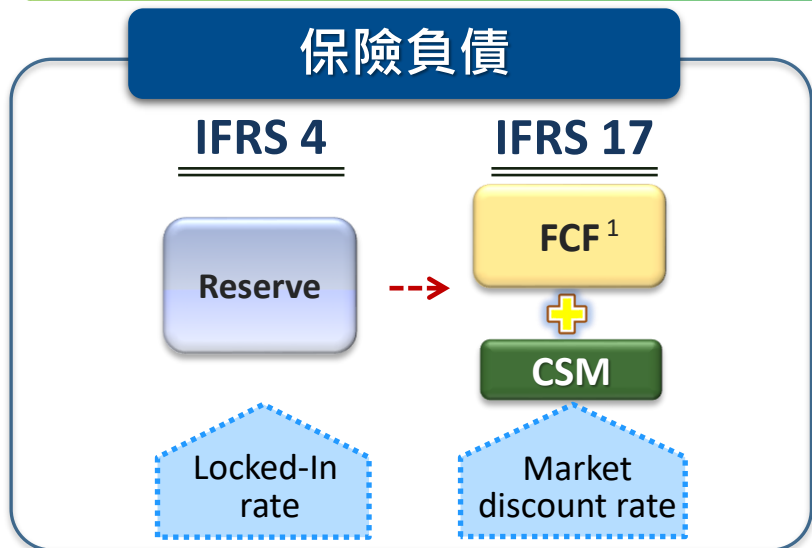 保險負債
IFRS 4
IFRS 17
Reserve
FCF 1
CSM
Locked-In
rate
Market
discount rate